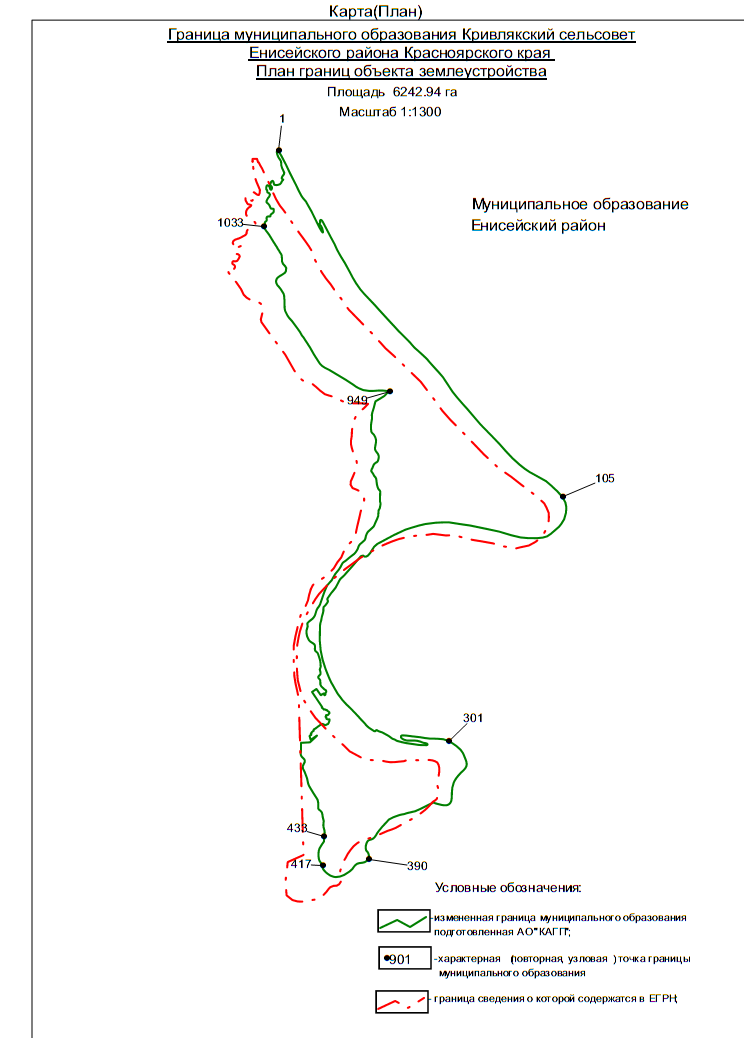 Карта(План)
Граница муниципального образования Кривлякский сельсовет
Енисейского района Красноярского края
План границ объекта землеустройства
Площадь 6242.94 га
Масштаб 1:1300
1
Муниципальное образование
Енисейский район
1033
949
105
301
433
417
390
Условные обозначения:
-измененная граница муниципального образования
подготовленная АО"КАГП";
901
-характерная (повторная, узловая ) точка границы
муниципального образования
- граница сведения о которой содержатся в ЕГРН;